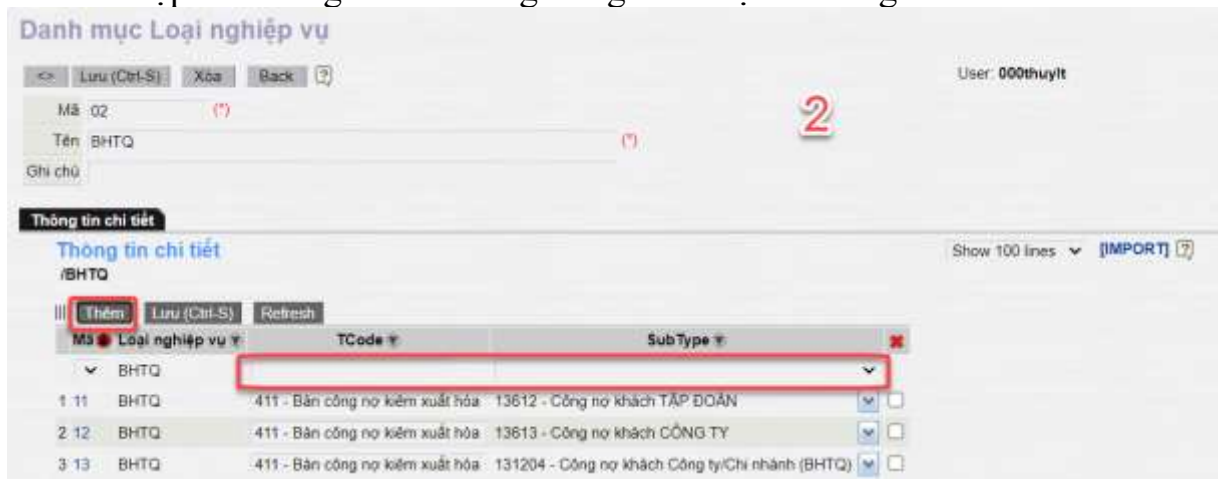 Danh mục Loại nghiệp vụ
<> Lưu (Ctrl-S) Xóa Back [?] User: 000thuylt
Mã 02 (*)
2
Tên BHTQ (*)
Ghi chú
Thông tin chi tiết
Thông tin chi tiết Show 100 lines [IMPORT] [?]
/BHTQ
Thêm Lưu (Ctrl-S) Refresh
Mã Loại nghiệp vụ TCode SubType
BHTQ
1 11 BHTQ 411 - Bán công nợ kiêm xuất hóa 13612 - Công nợ khách TẬP ĐOÀN
2 12 BHTQ 411 - Bán công nợ kiêm xuất hóa 13613 - Công nợ khách CÔNG TY
3 13 BHTQ 411 - Bán công nợ kiêm xuất hóa 131204 - Công nợ khách Công ty/Chi nhánh (BHTQ)